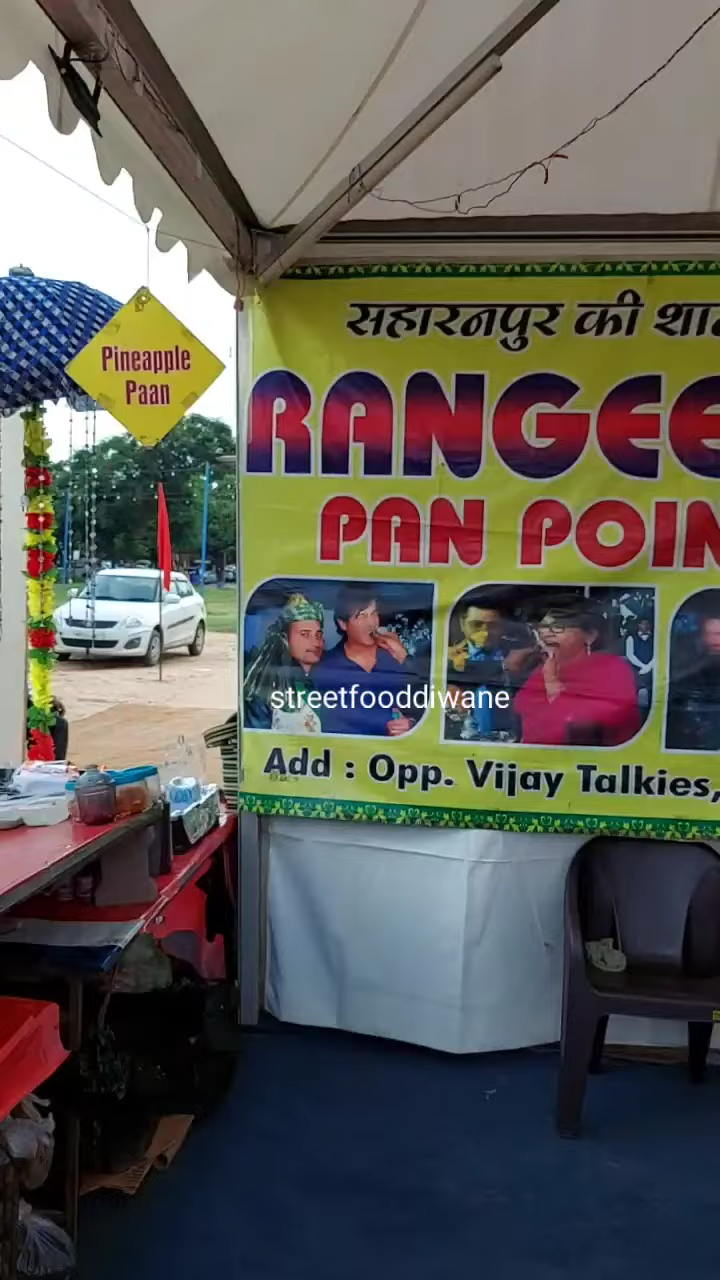 सहारनपुर की शा
RANGEE
PAN POIN
Pineapple
Paan
streetfooddiwane
Add : Opp. Vijay Talkies,